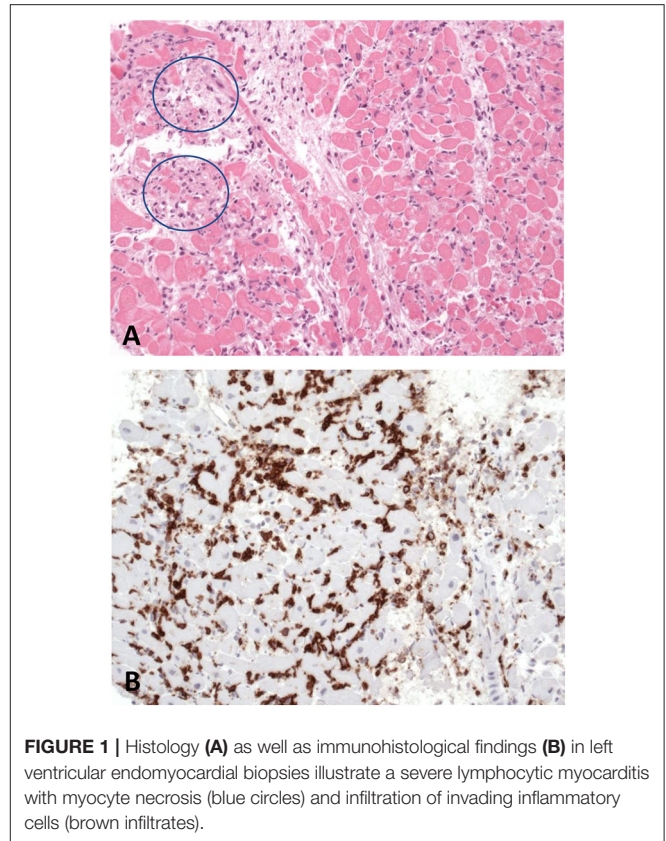 A
B
FIGURE 1 | Histology (A) as well as immunohistological findings (B) in left
ventricular endomyocardial biopsies illustrate a severe lymphocytic myocarditis
with myocyte necrosis (blue circles) and infiltration of invading inflammatory
cells (brown infiltrates).